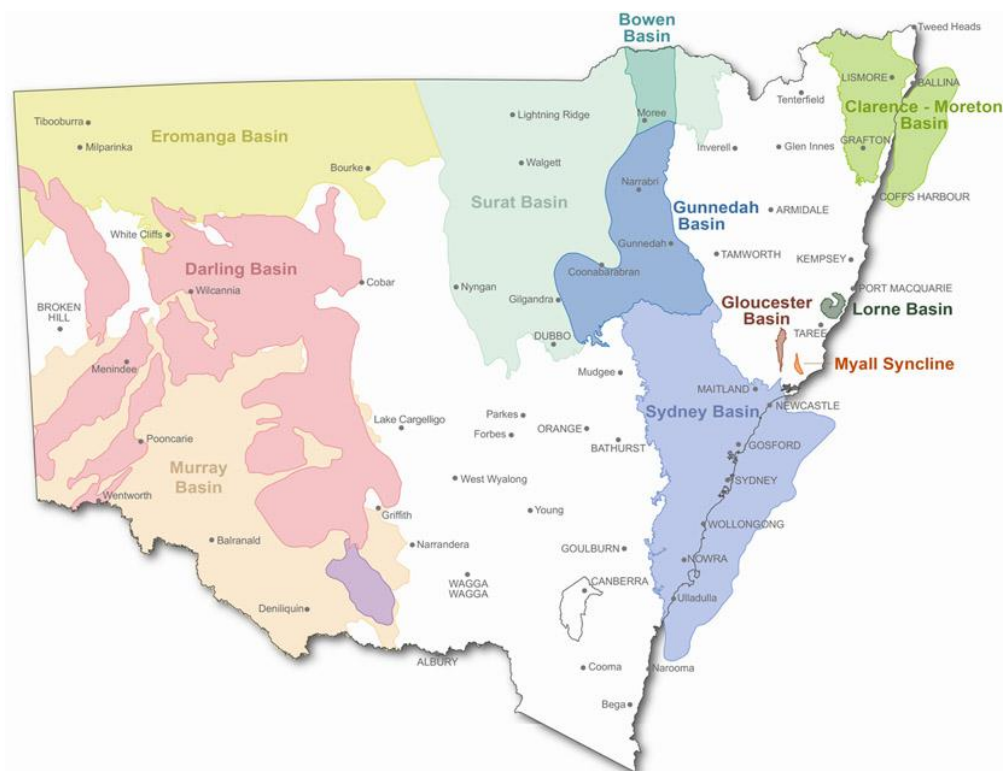 Bowen
Basin
Tweed Heads
LISMORE
BALLINA
Tenterfield
Clarence - Moreton
Basin
Lightning Ridge
Moree
Tibooburra
Eromanga Basin
Milparinka
Inverell
Glen Innes
GRAFTON
Walgett
Bourke
Narrabri
COFFS HARBOUR
Surat Basin
Gunnedah
Basin
ARMIDALE
White Cliffs
Gunnedah
TAMWORTH
KEMPSEY
Darling Basin
Coonabarabran
Wilcannia
Cobar
Nyngan
Gilgandra
PORT MACQUARIE
Gloucester
Basin
Lorne Basin
BROKEN
HILL
DUBBO
TAREE
Menindee
Mudgee
Myall Syncline
MAITLAND
NEWCASTLE
Lake Cargelligo
Parkes
Sydney Basin
Forbes
ORANGE
BATHURST
Pooncarie
GOSFORD
Murray
Basin
West Wyalong
SYDNEY
Wentworth
Griffith
Young
WOLLONGONG
Balranald
Narrandera
GOULBURN
NOWRA
WAGGA
WAGGA
CANBERRA
Ulladulla
Deniliquin
ALBURY
Cooma
Narooma
Bega